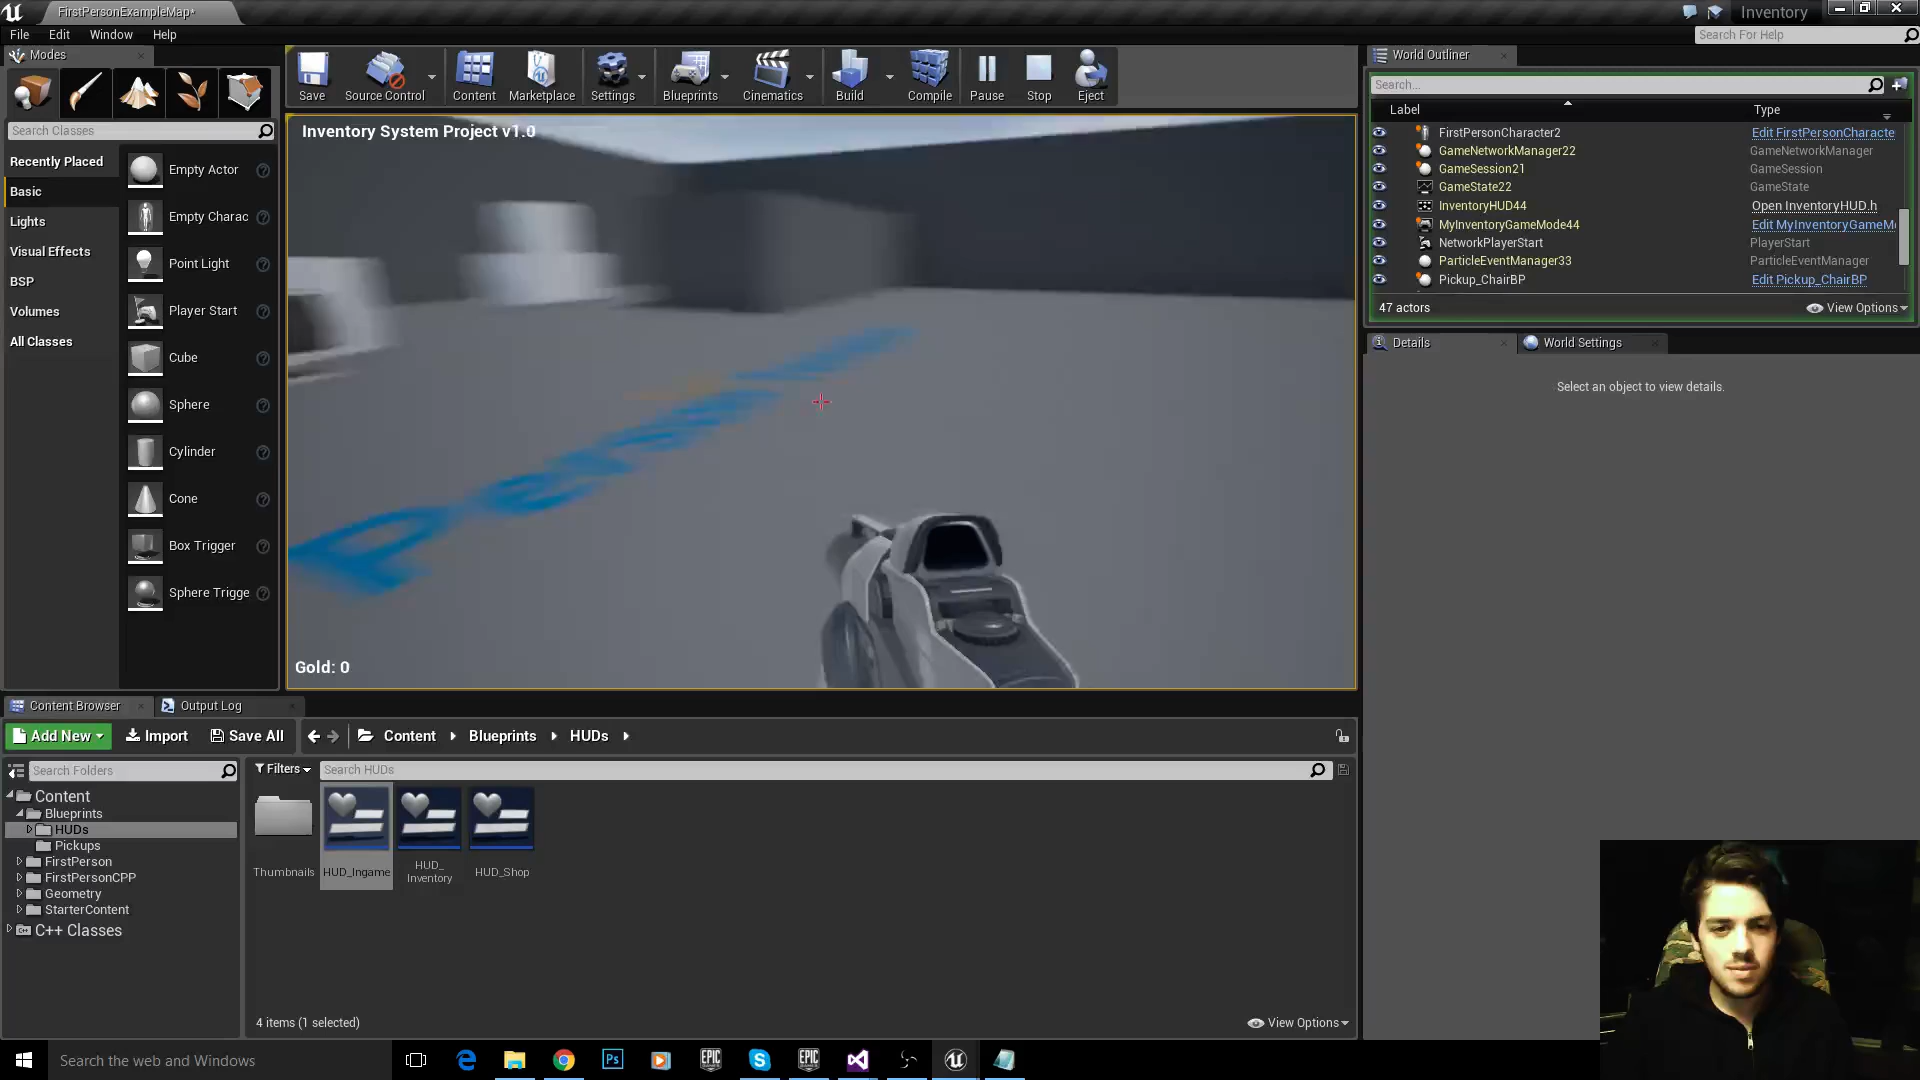 FirstPersonExampleMap*
Inventory
File
Edit
Window
Help
Search For Help
Modes
Search Classes
Recently Placed
Basic
Lights
Visual Effects
BSP
Volumes
All Classes
Empty Actor
Empty Charac
Point Light
Player Start
Cube
Sphere
Cylinder
Cone
Box Trigger
Sphere Trigge
Save
Source Control
Content
Marketplace
Settings
Blueprints
Cinematics
Build
Compile
Pause
Stop
Eject
Inventory System Project v1.0
Gold: 0
World Outliner
Search...
Label
Type
FirstPersonCharacter2
Edit FirstPersonCharacte
GameNetworkManager22
GameNetworkManager
GameSession21
GameSession
GameState22
GameState
InventoryHUD44
Open InventoryHUD.h
MyInventoryGameMode44
Edit MyInventoryGameM
NetworkPlayerStart
PlayerStart
ParticleEventManager33
ParticleEventManager
Pickup_ChairBP
Edit Pickup_ChairBP
47 actors
View Options
Details
World Settings
Select an object to view details.
Content Browser
Output Log
Add New
Import
Save All
Content
Blueprints
HUDs
Search Folders
Filters
Search HUDs
Content
Blueprints
HUDs
Pickups
FirstPerson
FirstPersonCPP
Geometry
StarterContent
C++ Classes
Thumbnails
HUD_Ingame
HUD_
Inventory
HUD_Shop
4 items (1 selected)
View Options
Search the web and Windows
Ps
EPIC
EPIC